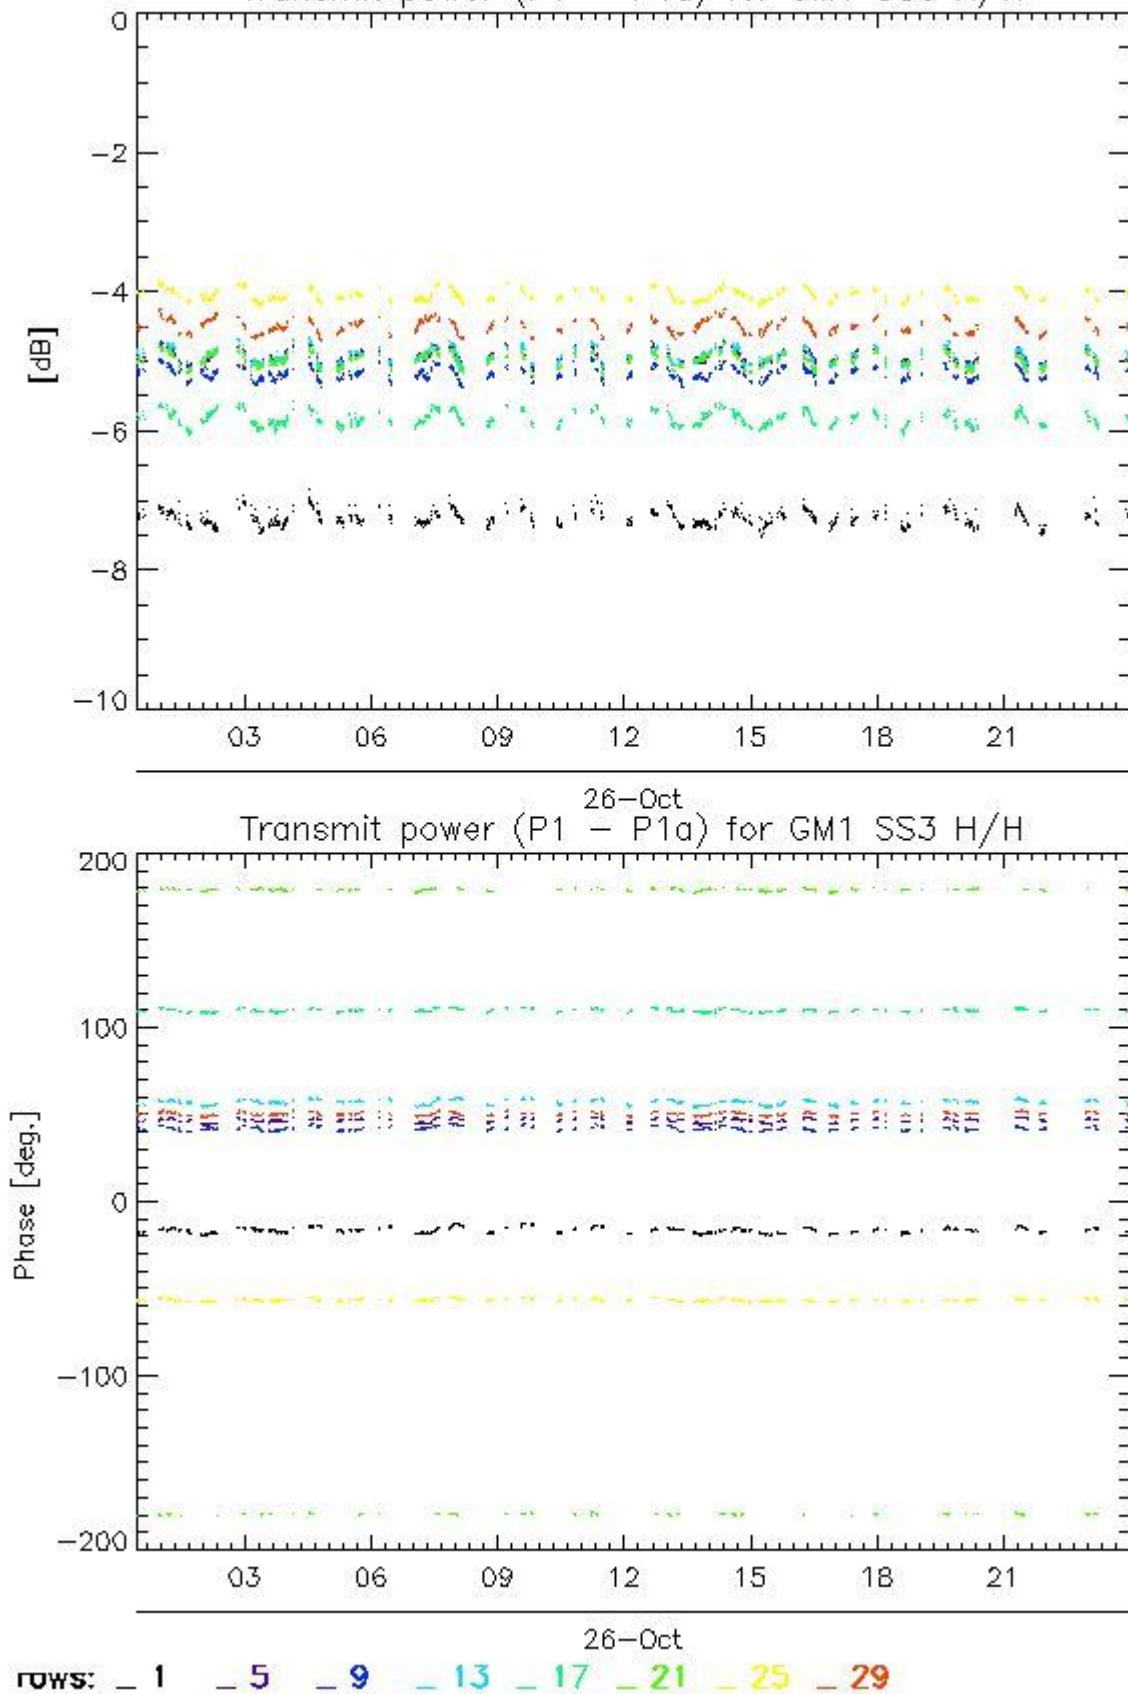 0
−2
−4
[dB]
−6
−8
−10
03 06 09 12 15 18 21
26−Oct
Transmit power (P1 − P1a) for GM1 SS3 H/H
200
100
Phase [deg.]
0
−100
−200
03 06 09 12 15 18 21
26−Oct
rows: _ 1 _ 5 _ 9 _ 13 _ 17 _ 21 _ 25 _ 29